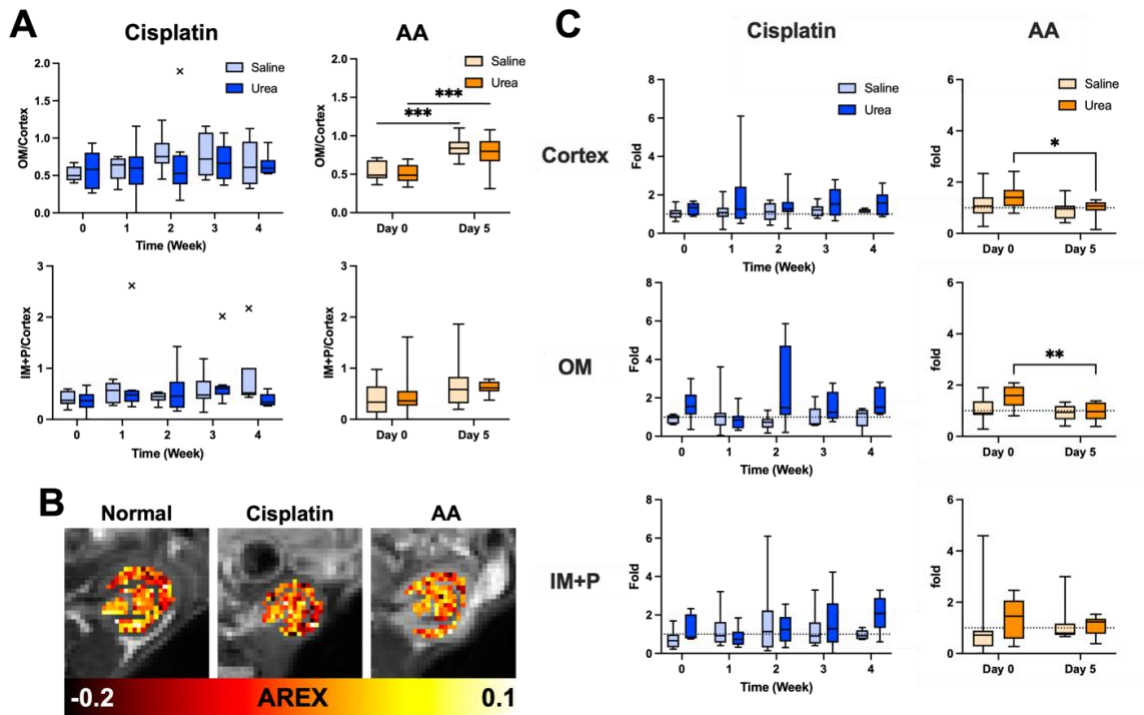 A
Cisplatin
AA
2.0
1.5
1.0
0.5
0.0
OM/Cortex
Saline
Urea
×
0 1 2 3 4
Time (Week)
2.0
1.5
1.0
0.5
0.0
OM/Cortex
Saline
Urea
***
***
Day 0 Day 5
3
2
1
0
IM+P/Cortex
× × ×
0 1 2 3 4
Time (Week)
3
2
1
0
IM+P/Cortex
Day 0 Day 5
B
Normal Cisplatin AA
-0.2 AREX 0.1
C
Cisplatin
AA
Cortex
8
6
4
2
0
Fold
Saline
Urea
0 1 2 3 4
Time (Week)
6
4
2
0
fold
Saline
Urea
*
Day 0 Day 5
OM
8
6
4
2
0
Fold
0 1 2 3 4
Time (Week)
6
4
2
0
fold
**
Day 0 Day 5
IM+P
8
6
4
2
0
Fold
0 1 2 3 4
Time (Week)
6
4
2
0
fold
Day 0 Day 5